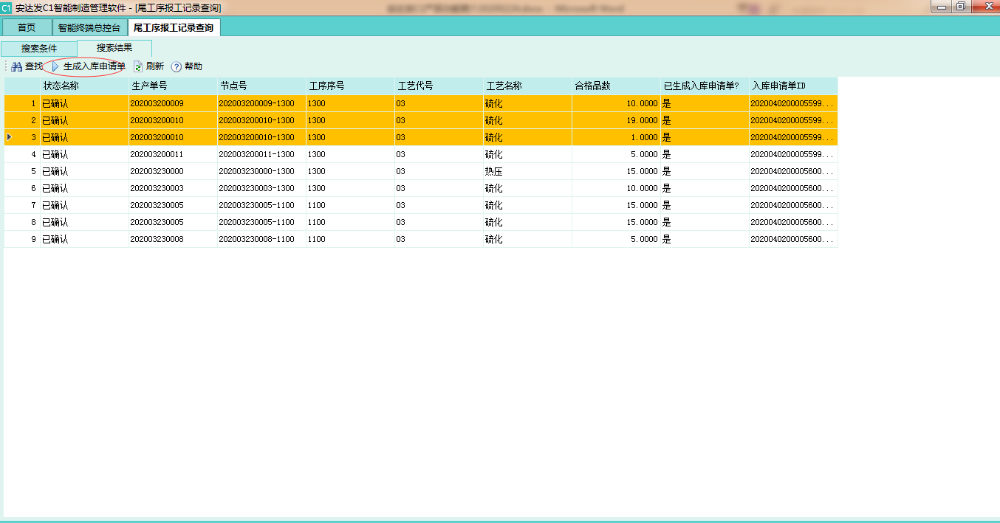 C1 安达发C1智能制造管理软件 - [尾工序报工记录查询]
首页 智能终端总控台 尾工序报工记录查询
搜索条件 搜索结果
查找 生成入库申请单 刷新 ? 帮助
状态名称 生产单号 节点号 工序序号 工艺代号 工艺名称 合格品数 已生成入库申请单? 入库申请单ID
1 已确认 202003200009 202003200009-1300 1300 03 硫化 10.0000 是 2020040200005599...
2 已确认 202003200010 202003200010-1300 1300 03 硫化 19.0000 是 2020040200005599...
3 已确认 202003200010 202003200010-1300 1300 03 硫化 1.0000 是 2020040200005599...
4 已确认 202003200011 202003200011-1300 1300 03 硫化 5.0000 是 2020040200005599...
5 已确认 202003230000 202003230000-1300 1300 03 热压 15.0000 是 2020040200005600...
6 已确认 202003230003 202003230003-1300 1300 03 硫化 10.0000 是 2020040200005600...
7 已确认 202003230005 202003230005-1100 1100 03 硫化 15.0000 是 2020040200005600...
8 已确认 202003230005 202003230005-1100 1100 03 硫化 15.0000 是 2020040200005600...
9 已确认 202003230008 202003230008-1100 1100 03 硫化 5.0000 是 2020040200005600...